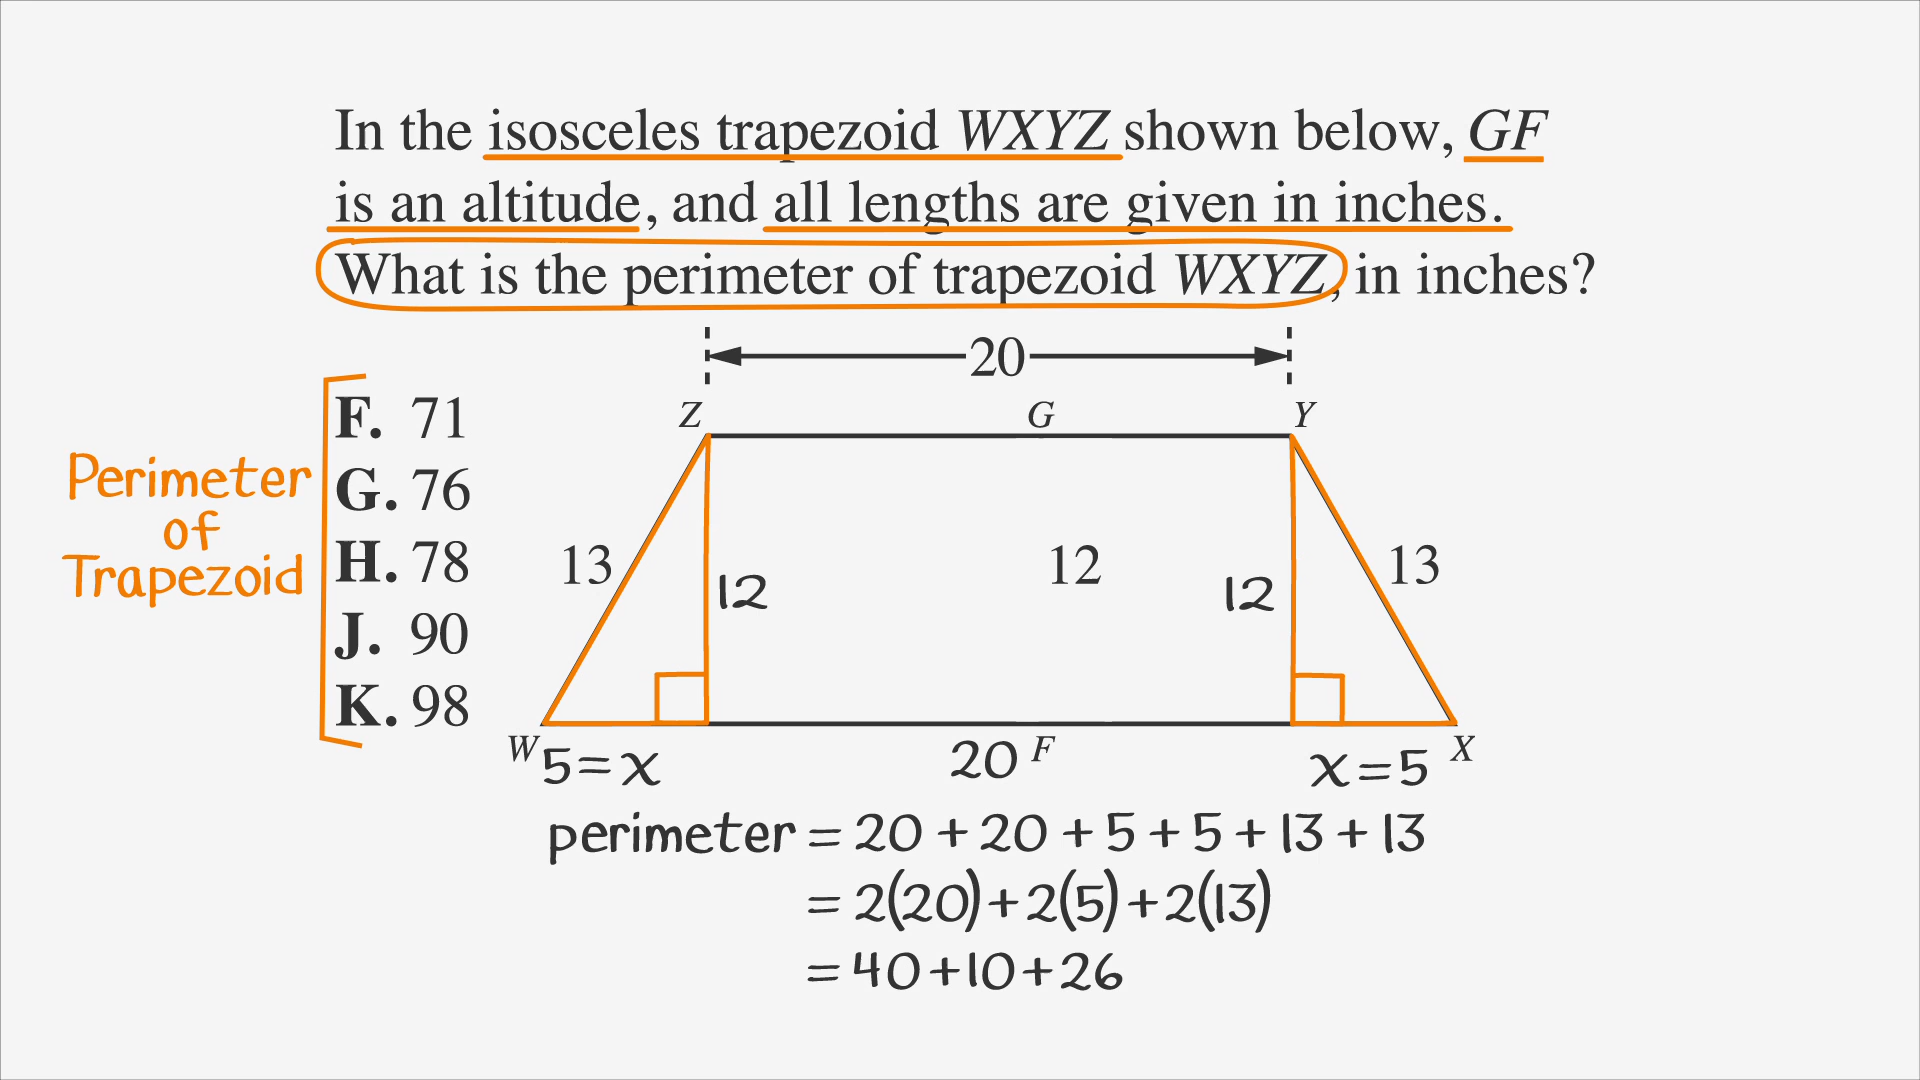 In the isosceles trapezoid WXYZ shown below, GF
is an altitude, and all lengths are given in inches.
What is the perimeter of trapezoid WXYZ, in inches?
20
Z G Y
F. 71
G. 76
H. 78
J. 90
K. 98
Perimeter
of
Trapezoid
13 12 12 12 13
W F X
5 = x 20 x = 5
perimeter = 20 + 20 + 5 + 5 + 13 + 13
= 2(20) + 2(5) + 2(13)
= 40 + 10 + 26